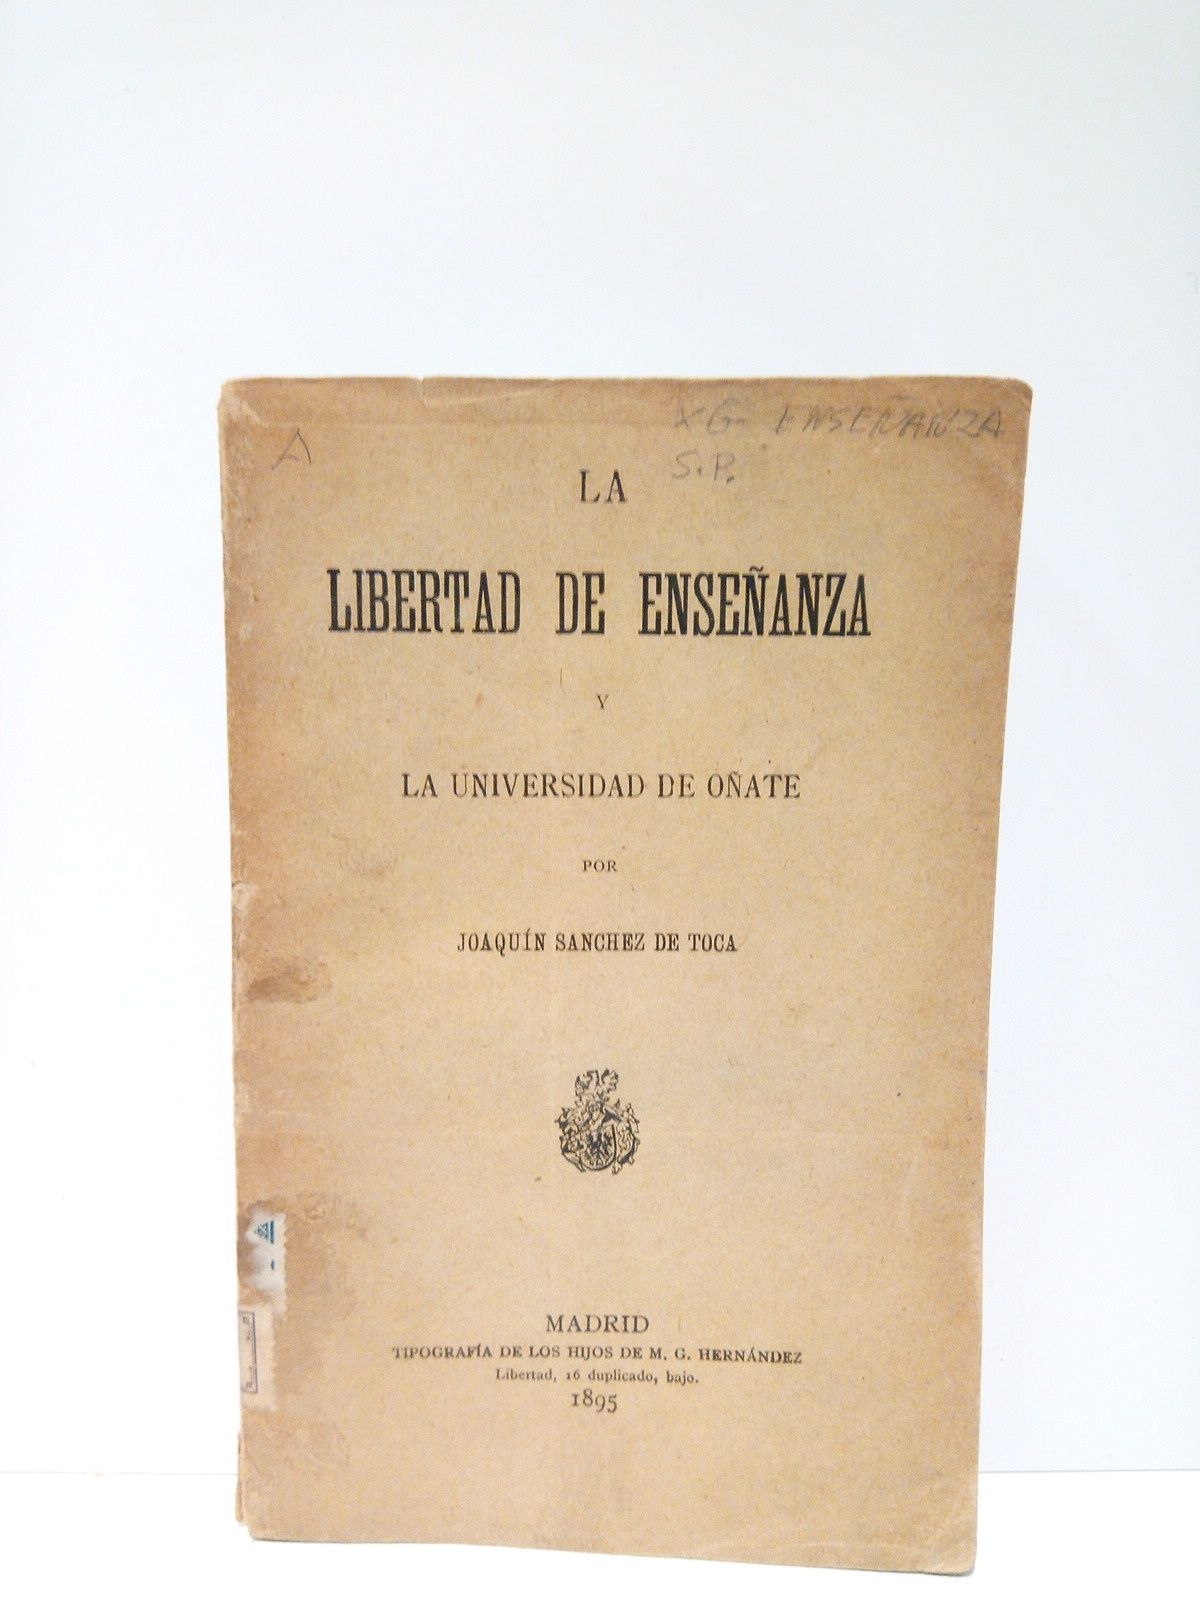 A
XG- ENSEÑANZA
S.P.
LA
LIBERTAD DE ENSEÑANZA
Y
LA UNIVERSIDAD DE OÑATE
POR
JOAQUÍN SANCHEZ DE TOCA
MADRID
TIPOGRAFÍA DE LOS HIJOS DE M. G. HERNÁNDEZ
Libertad, 16 duplicado, bajo.
1895